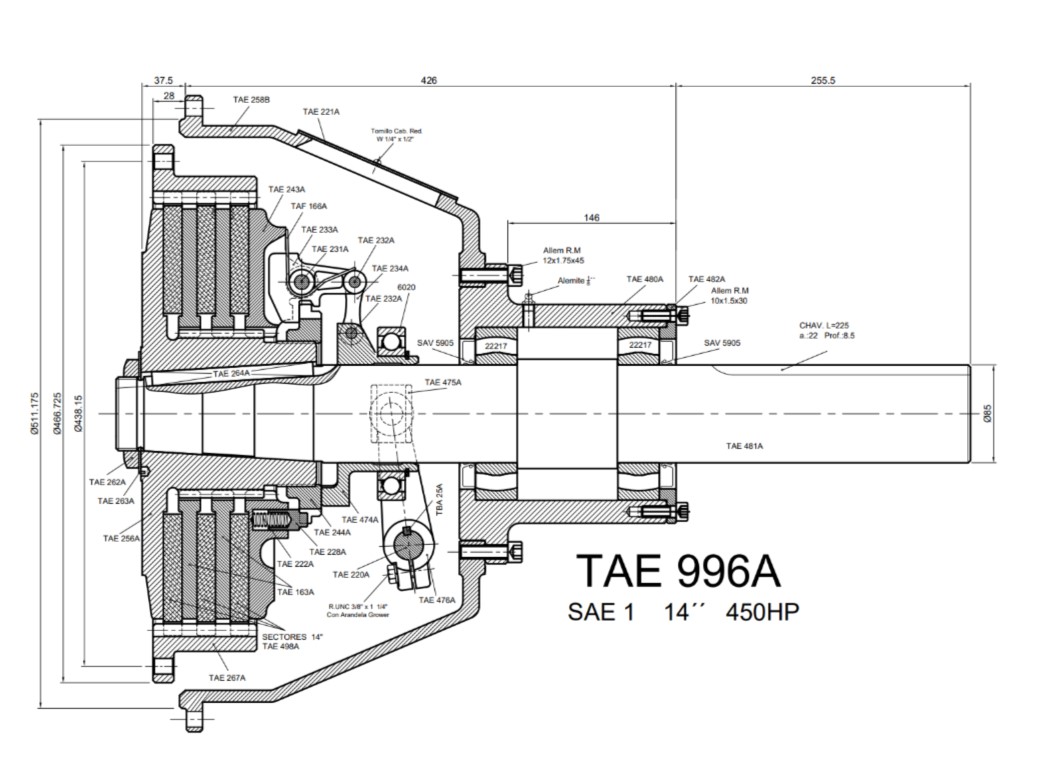 37.5
426
255.5
28
TAE 258B
TAE 221A
Tornillo Cab. Red.
W 1/4" x 1/2"
TAE 243A
TAF 166A
TAE 233A
TAE 231A
TAE 232A
TAE 234A
TAE 232A
6020
146
Allem R.M
12x1.75x45
Alemite
TAE 480A
TAE 482A
Allem R.M
10x1.5x30
CHAV. L=225
a.:22 Prof.:8.5
SAV 5905
22217
22217
SAV 5905
TAE 264A
TAE 475A
Ø511.175
Ø466.725
Ø438.15
Ø85
TAE 481A
TAE 262A
TAE 263A
TAE 256A
TBA 25A
TAE 474A
TAE 244A
TAE 228A
TAE 222A
TAE 220A
TAE 163A
TAE 476A
R.UNC 3/8" x 1 1/4"
Con Arandela Grower
SECTORES 14"
TAE 498A
TAE 267A
TAE 996A
SAE 1 14´´ 450HP